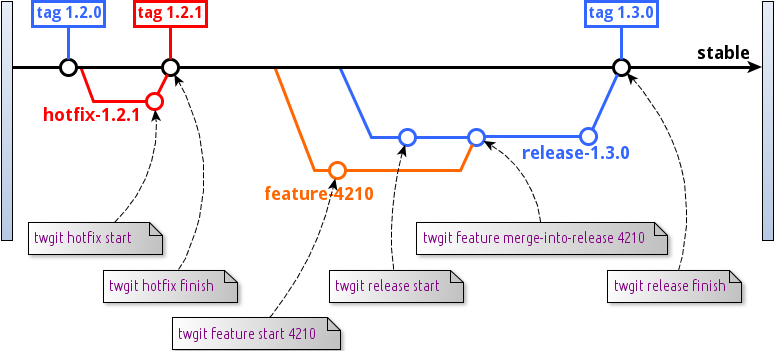 tag 1.2.0
tag 1.2.1
tag 1.3.0
stable
hotfix-1.2.1
release-1.3.0
feature-4210
twgit hotfix start
twgit feature merge-into-release 4210
twgit hotfix finish
twgit release start
twgit release finish
twgit feature start 4210